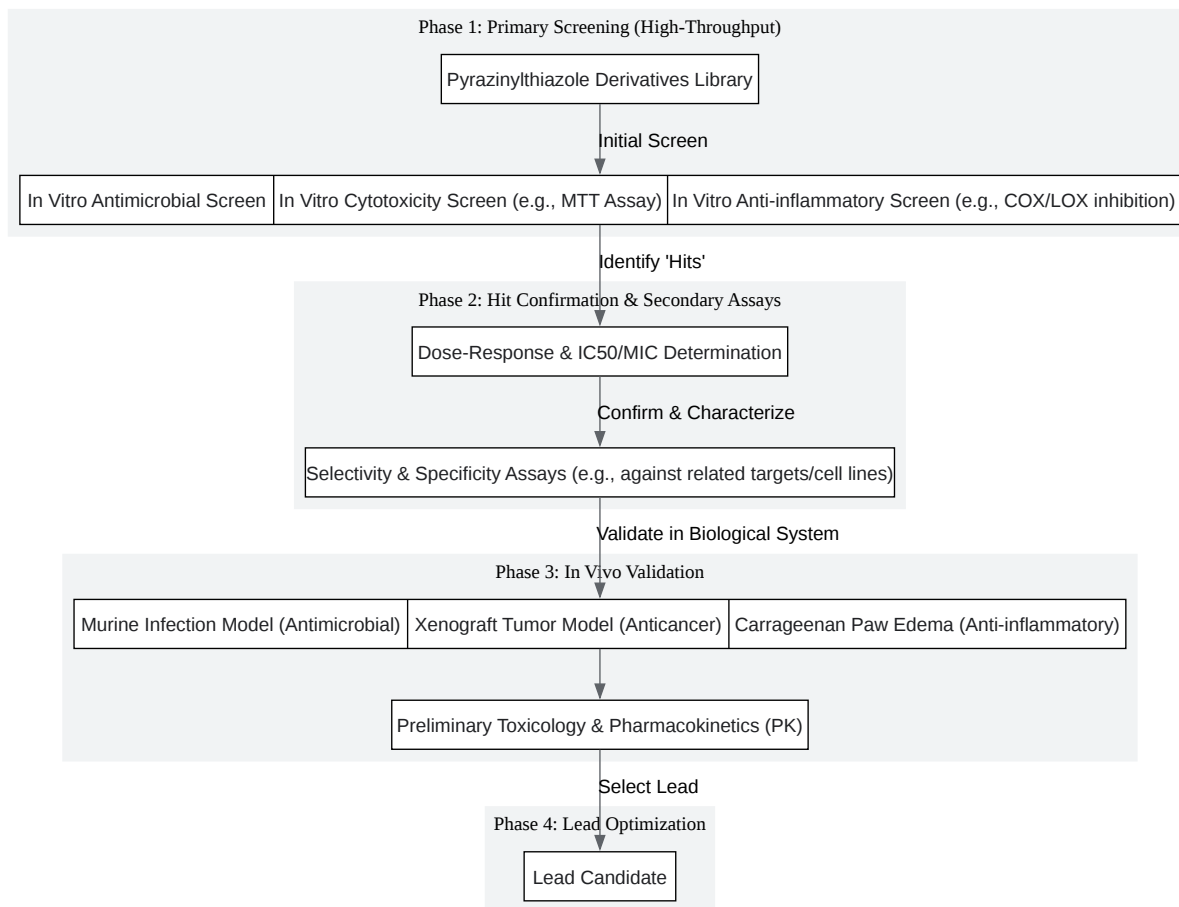 Phase 1: Primary Screening (High-Throughput)
Pyrazinylthiazole Derivatives Library
Initial Screen
In Vitro Antimicrobial Screen
In Vitro Cytotoxicity Screen (e.g., MTT Assay)
In Vitro Anti-inflammatory Screen (e.g., COX/LOX inhibition)
Identify 'Hits'
Phase 2: Hit Confirmation & Secondary Assays
Dose-Response & IC50/MIC Determination
Confirm & Characterize
Selectivity & Specificity Assays (e.g., against related targets/cell lines)
Validate in Biological System
Phase 3: In Vivo Validation
Murine Infection Model (Antimicrobial)
Xenograft Tumor Model (Anticancer)
Carrageenan Paw Edema (Anti-inflammatory)
Preliminary Toxicology & Pharmacokinetics (PK)
Select Lead
Phase 4: Lead Optimization
Lead Candidate